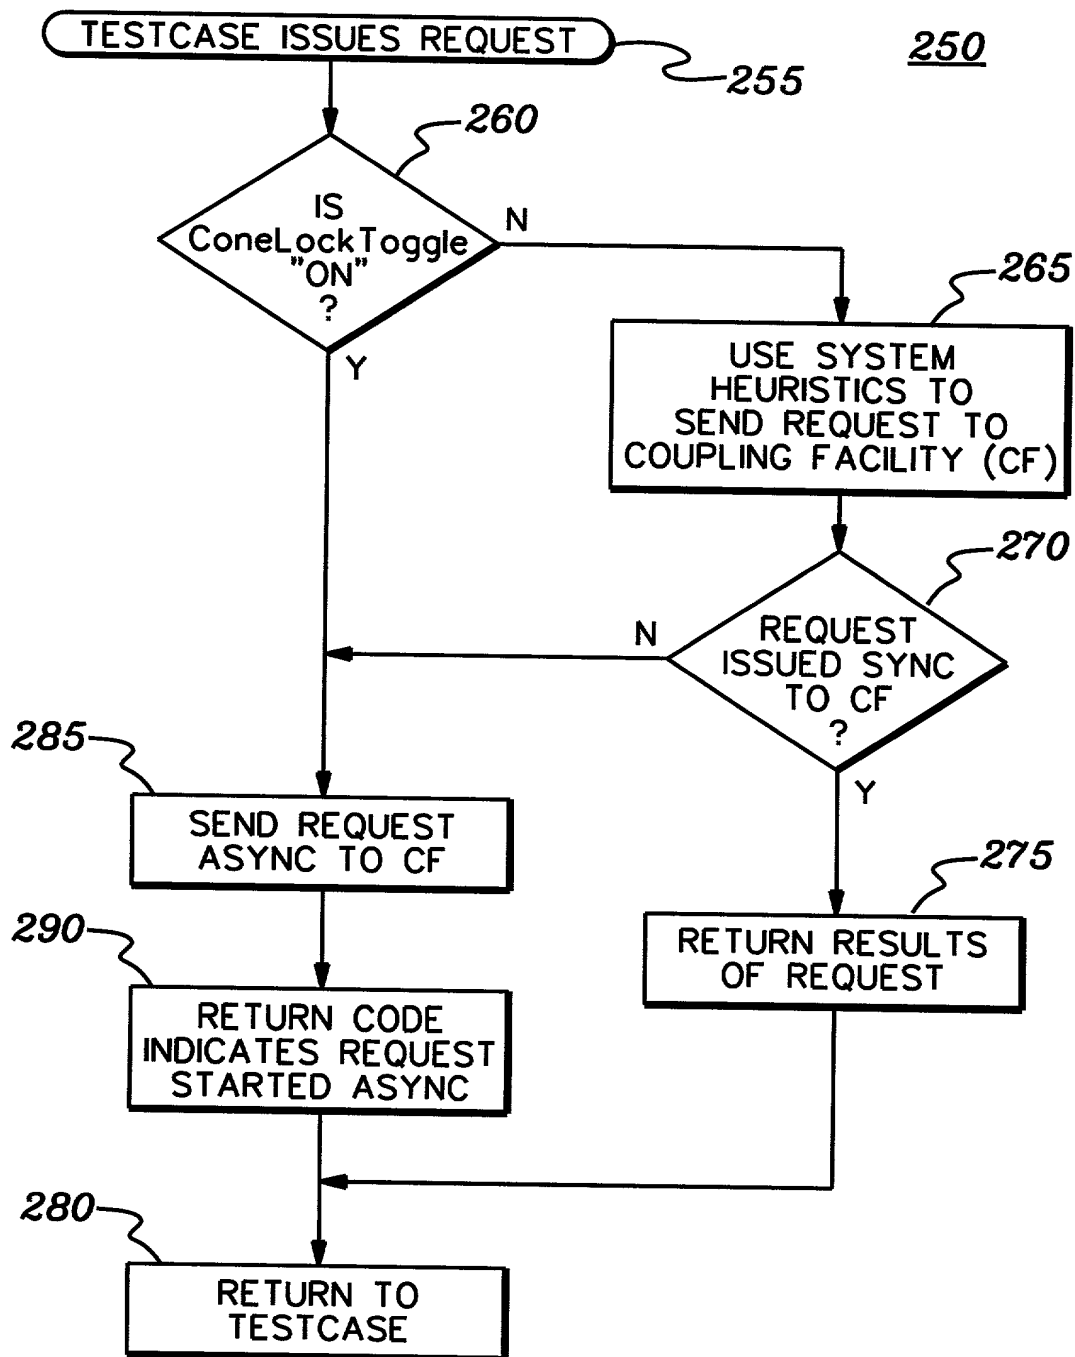 TESTCASE ISSUES REQUEST
255
250
260
IS
ConeLockToggle
"ON"
?
N
Y
265
USE SYSTEM
HEURISTICS TO
SEND REQUEST TO
COUPLING FACILITY (CF)
270
REQUEST
ISSUED SYNC
TO CF
?
N
Y
285
SEND REQUEST
ASYNC TO CF
275
RETURN RESULTS
OF REQUEST
290
RETURN CODE
INDICATES REQUEST
STARTED ASYNC
280
RETURN TO
TESTCASE